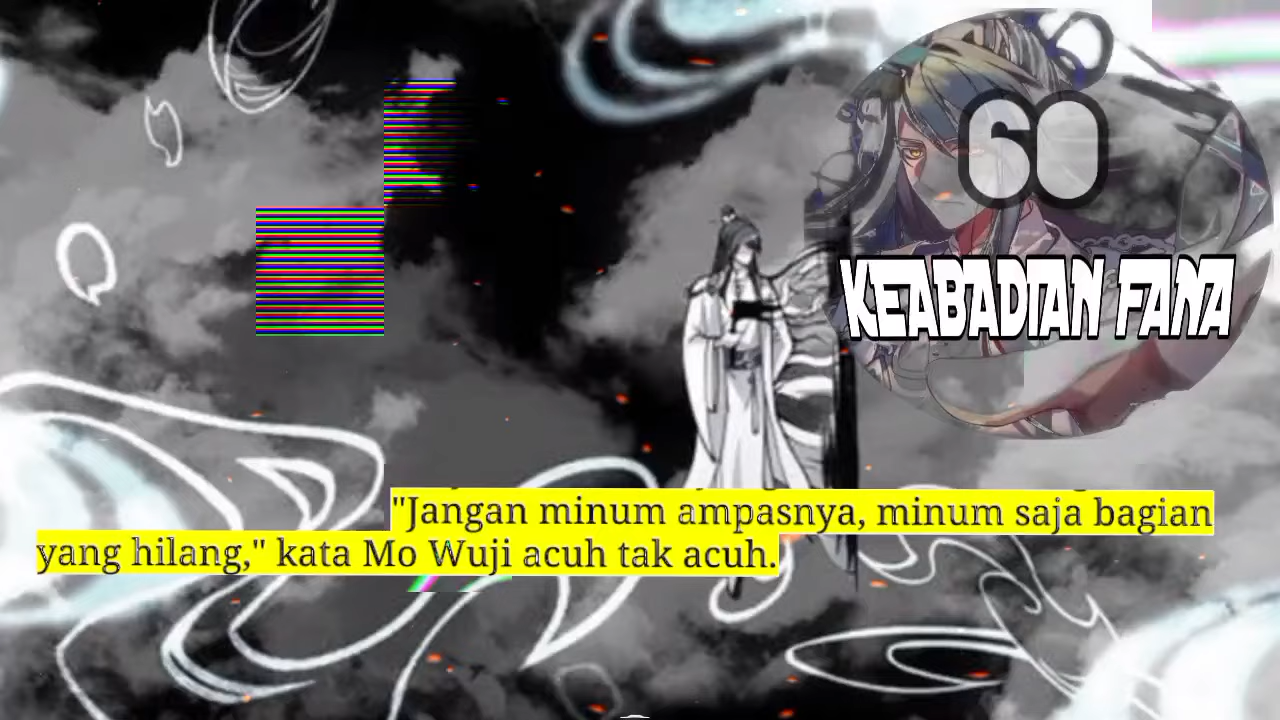 60
KEABADIAN FANA
"Jangan minum ampasnya, minum saja bagian
yang hilang," kata Mo Wuji acuh tak acuh.